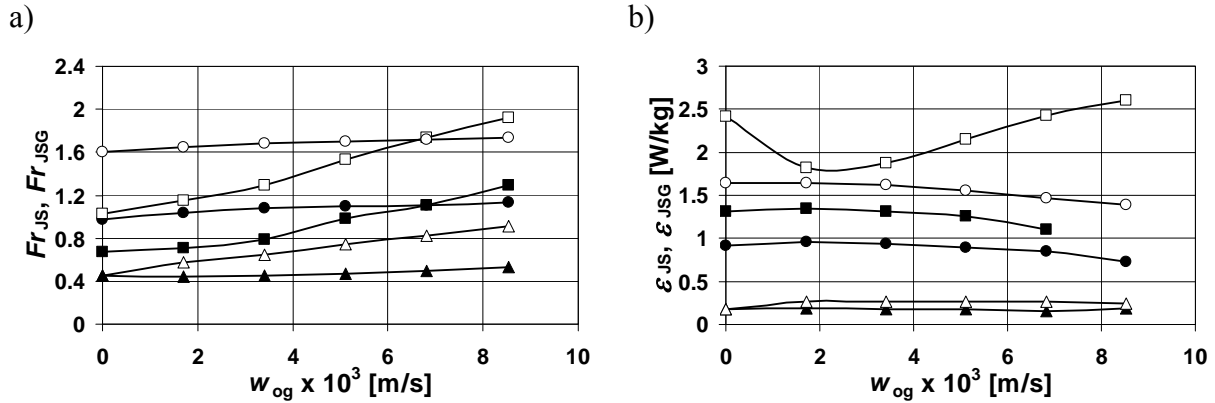 a)
b)
Fr JS, Fr JSG
2.4
2
1.6
1.2
0.8
0.4
0
0 2 4 6 8 10
w og x 10³ [m/s]
ε JS, ε JSG [W/kg]
3
2.5
2
1.5
1
0.5
0
0 2 4 6 8 10
w og x 10³ [m/s]